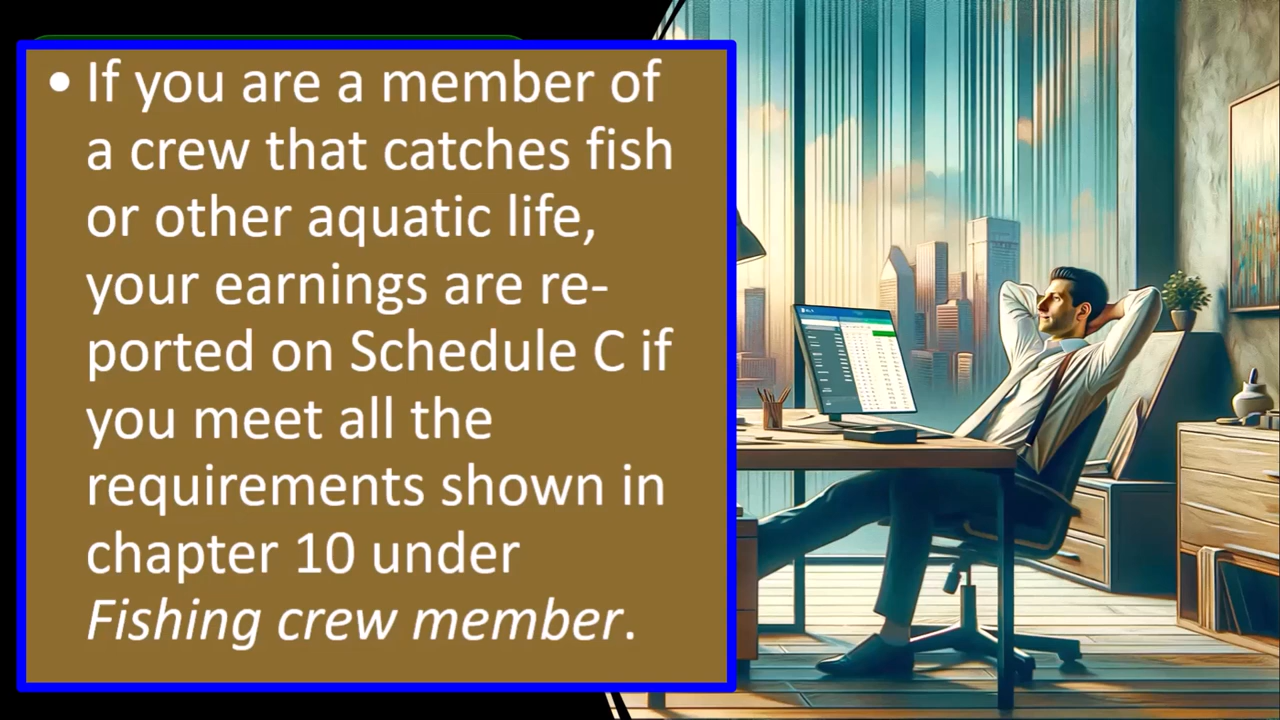 • If you are a member of
a crew that catches fish
or other aquatic life,
your earnings are re-
ported on Schedule C if
you meet all the
requirements shown in
chapter 10 under
Fishing crew member.